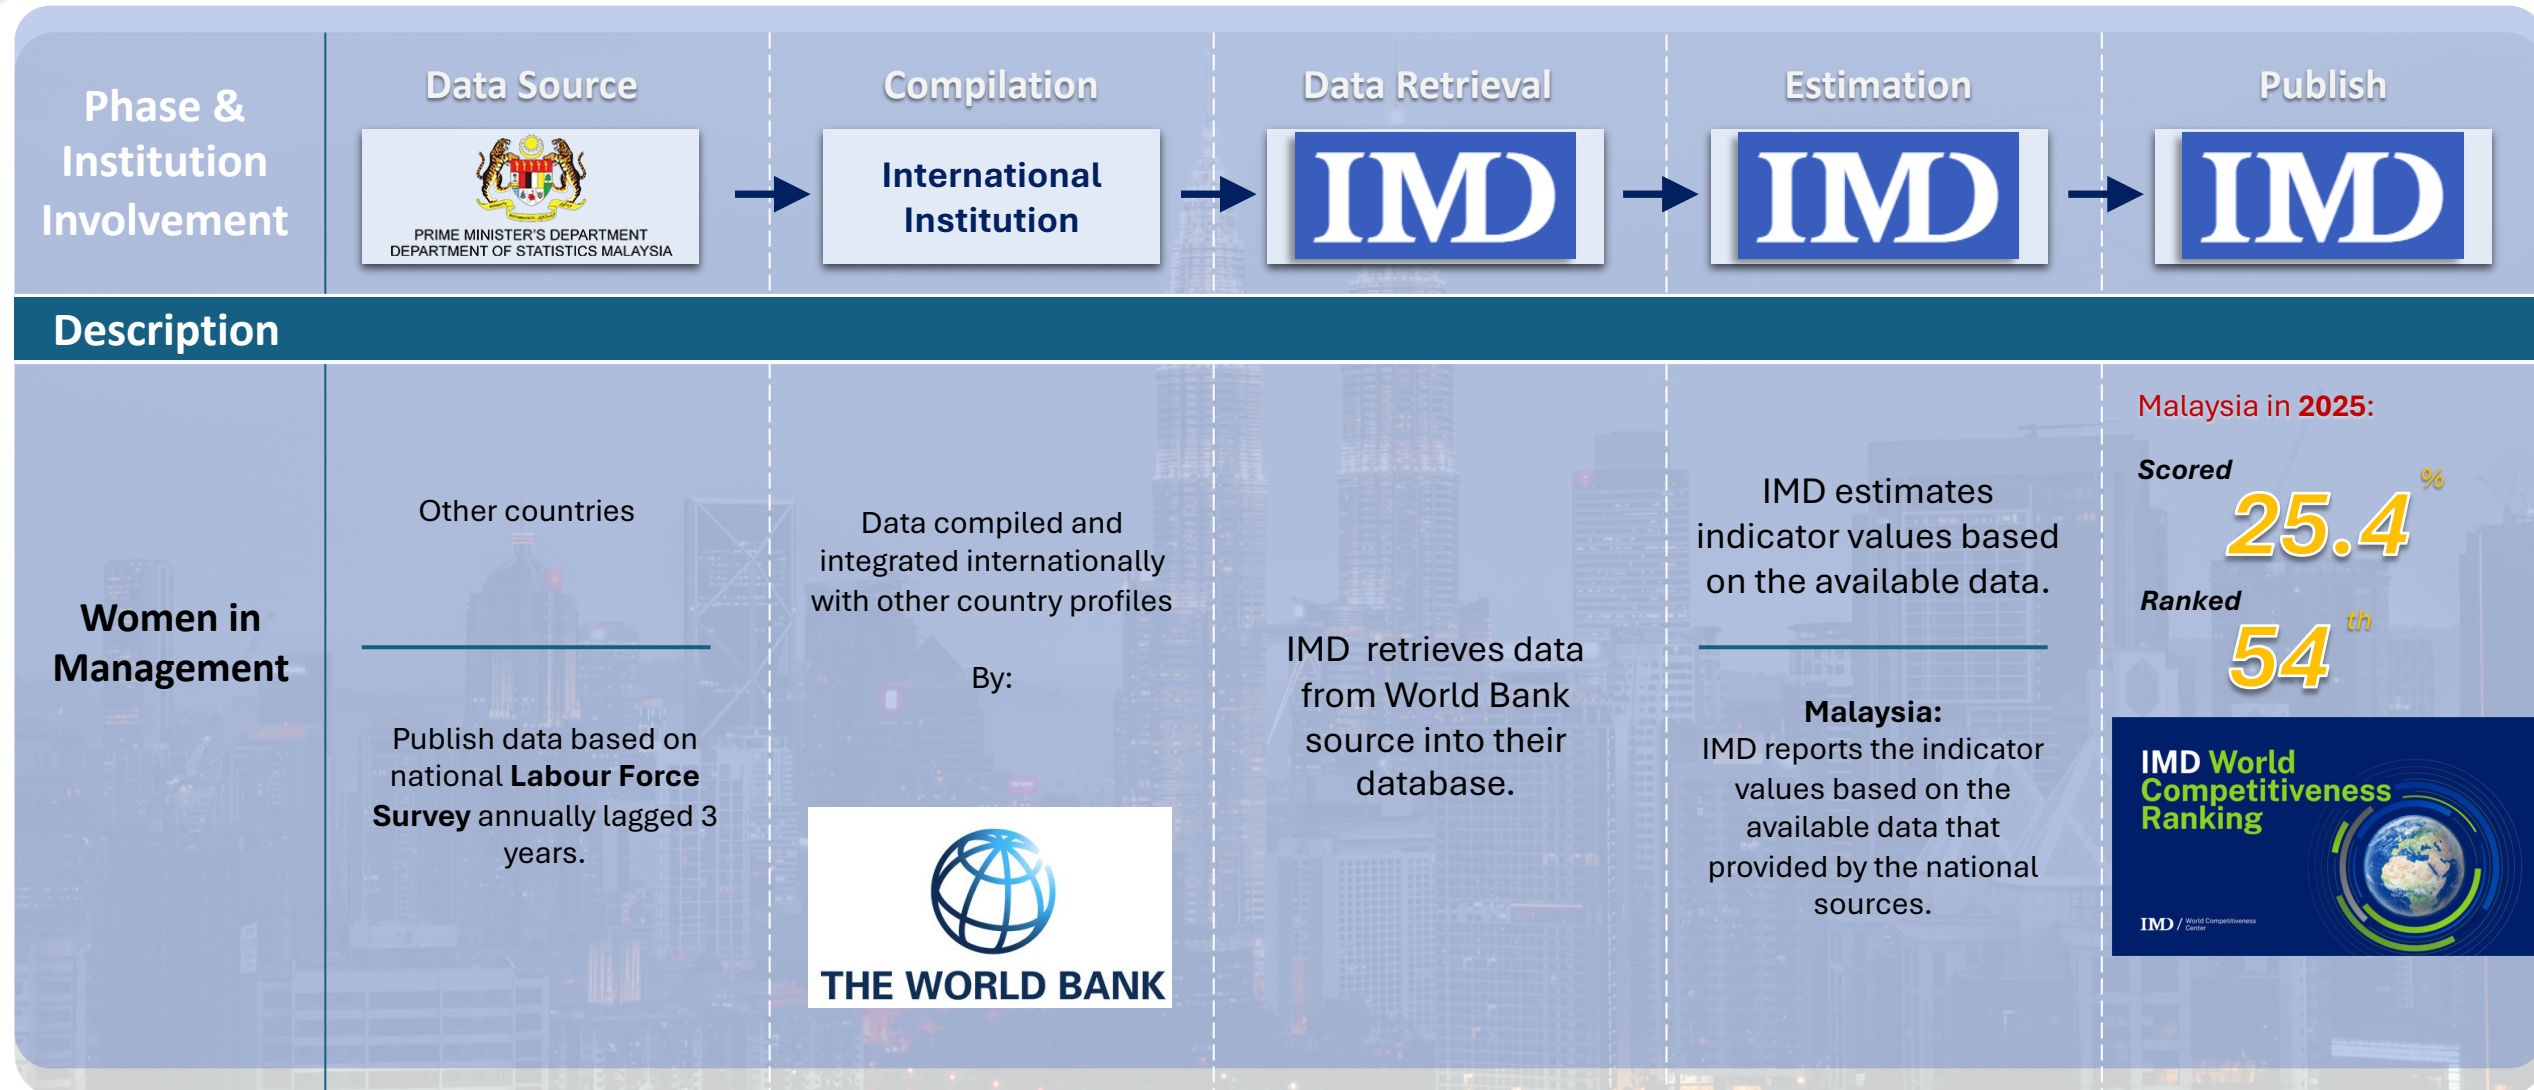 Phase &
Institution
Involvement
Data Source
Compilation
Data Retrieval
Estimation
Publish
PRIME MINISTER'S DEPARTMENT
DEPARTMENT OF STATISTICS MALAYSIA
International
Institution
IMD
IMD
IMD
Description
Women in
Management
Other countries
Publish data based on
national Labour Force
Survey annually lagged 3
years.
Data compiled and
integrated internationally
with other country profiles
By:
THE WORLD BANK
IMD retrieves data
from World Bank
source into their
database.
IMD estimates
indicator values based
on the available data.
Malaysia:
IMD reports the indicator
values based on the
available data that
provided by the national
sources.
Malaysia in 2025:
Scored
25.4 %
Ranked
54 th
IMD World
Competitiveness
Ranking
IMD / World Competitiveness
Center